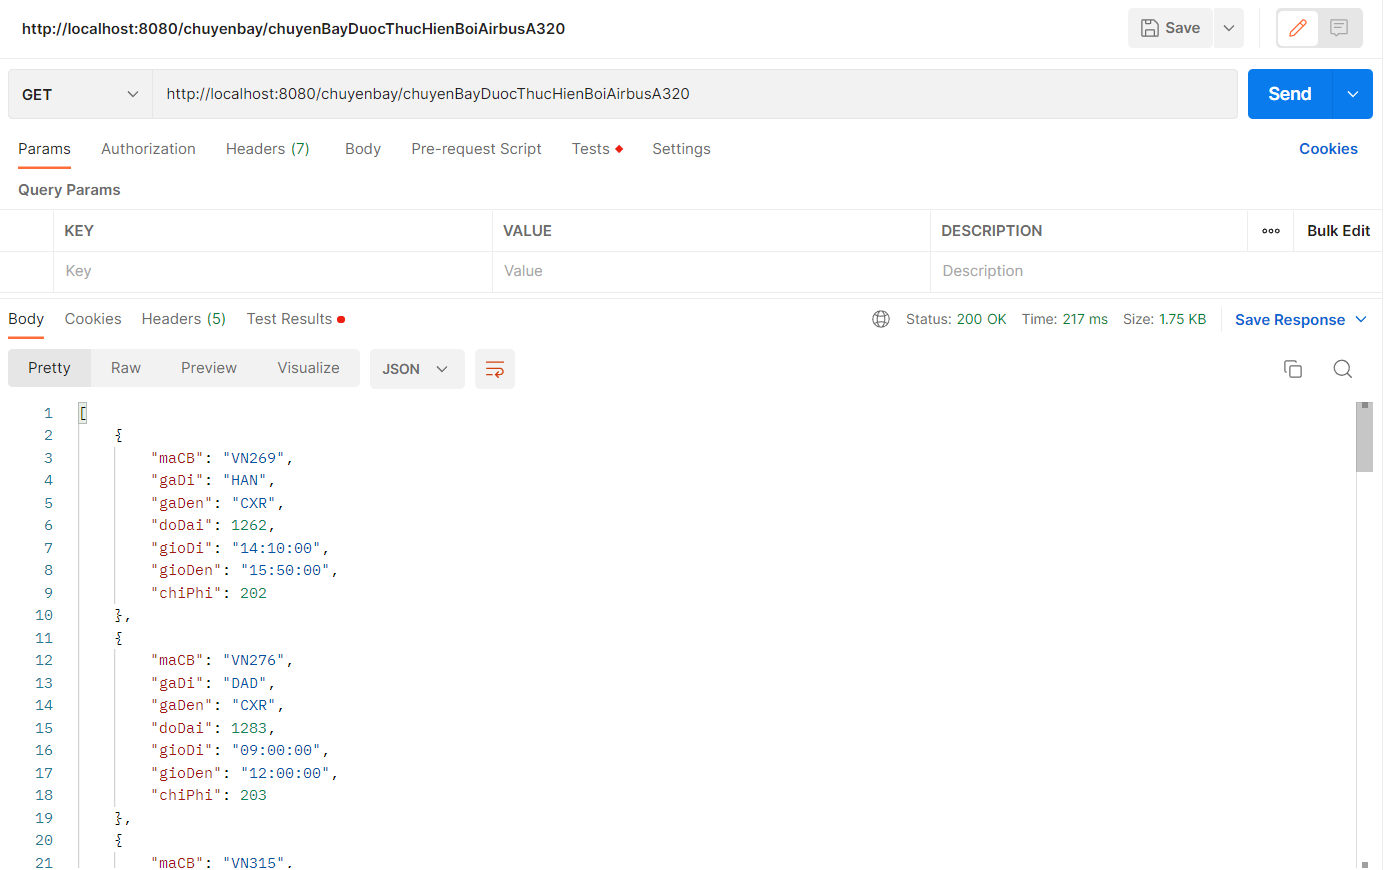 http://localhost:8080/chuyenbay/chuyenBayDuocThucHienBoiAirbusA320
Save
GET
http://localhost:8080/chuyenbay/chuyenBayDuocThucHienBoiAirbusA320
Send
Params Authorization Headers (7) Body Pre-request Script Tests Settings Cookies
Query Params
KEY VALUE DESCRIPTION Bulk Edit
Key Value Description
Body Cookies Headers (5) Test Results Status: 200 OK Time: 217 ms Size: 1.75 KB Save Response
Pretty Raw Preview Visualize JSON
1 [
2 {
3 "maCB": "VN269",
4 "gaDi": "HAN",
5 "gaDen": "CXR",
6 "doDai": 1262,
7 "gioDi": "14:10:00",
8 "gioDen": "15:50:00",
9 "chiPhi": 202
10 },
11 {
12 "maCB": "VN276",
13 "gaDi": "DAD",
14 "gaDen": "CXR",
15 "doDai": 1283,
16 "gioDi": "09:00:00",
17 "gioDen": "12:00:00",
18 "chiPhi": 203
19 },
20 {
21 "maCB": "VN315",